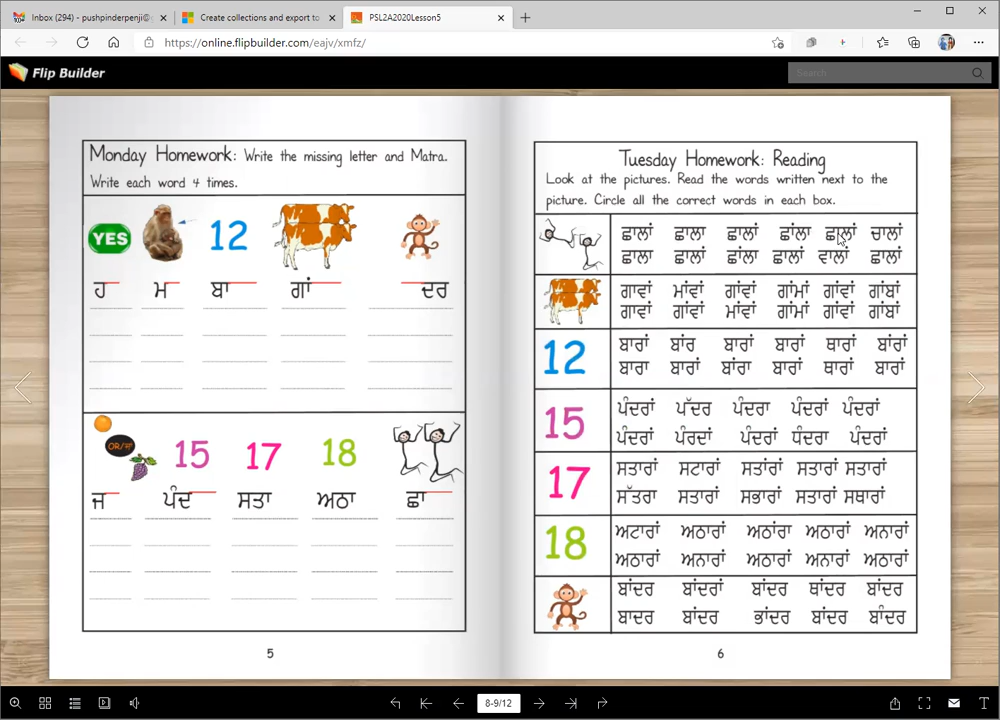 Inbox (294) - pushpinderpenji@g
Create collections and export to
PSL2A2020Lesson5
https://online.flipbuilder.com/eajv/xmfz/
Flip Builder
Search
Monday Homework: Write the missing letter and Matra.
Write each word 4 times.
YES 12
ਹ ਮ ਬਾ ਗਾਂ ਦਰ
OR/ਜਾਂ 15 17 18
ਜ ਪੰਦ ਸਤਾ ਅਠਾ ਛਾ
5
Tuesday Homework: Reading
Look at the pictures. Read the words written next to the
picture. Circle all the correct words in each box.
ਛਾਲਾਂ ਛਾਲਾ ਛਾਲਾਂ ਛਾਂਲਾ ਛਾਲਾਂ ਚਾਲਾਂ
ਛਾਲਾ ਛਾਲਾਂ ਛਾਂਲਾਂ ਛਾਲਾਂ ਵਾਲਾਂ ਛਾਲਾਂ
ਗਾਵਾਂ ਮਾਂਵਾਂ ਗਾਂਵਾਂ ਗਾਂਮਾਂ ਗਾਂਵਾਂ ਗਾਂਬਾਂ
ਗਾਵਾਂ ਗਾਂਵਾਂ ਮਾਂਵਾਂ ਗਾਂਮਾਂ ਗਾਂਵਾਂ ਗਾਂਬਾਂ
12
ਬਾਰਾਂ ਬਾਂਰ ਬਾਰਾਂ ਬਾਰਾਂ ਥਾਰਾਂ ਬਾਂਰਾਂ
ਬਾਰਾ ਬਾਰਾਂ ਬਾਂਰਾ ਬਾਰਾਂ ਥਾਰਾਂ ਬਾਰਾਂ
15
ਪੰਦਰਾਂ ਪੱਦਰ ਪੰਦਰਾ ਪੰਦਰਾਂ ਪੰਦਰਾਂ
ਪੰਦਰਾਂ ਪੰਰਦਾਂ ਪੰਦਰਾਂ ਧੰਦਰਾ ਪੰਦਰਾਂ
17
ਸਤਾਰਾਂ ਸਟਾਰਾਂ ਸਤਾਂਰਾਂ ਸਤਾਰਾਂ ਸਤਾਰਾਂ
ਸੱਤਰਾ ਸਤਾਰਾਂ ਸਭਾਰਾਂ ਸਤਾਰਾਂ ਸਥਾਰਾਂ
18
ਅਟਾਰਾਂ ਅਠਾਰਾਂ ਅਠਾਂਰਾ ਅਠਾਰਾਂ ਅਨਾਰਾਂ
ਅਠਾਰਾਂ ਅਨਾਰਾਂ ਅਠਾਰਾਂ ਅਨਾਰਾਂ ਅਠਾਰਾਂ
ਬਾਂਦਰ ਬਾਂਦਰਾਂ ਬਾਂਦਰ ਥਾਂਦਰ ਬਾਂਦਰ
ਬਾਦਰ ਬਾਂਦਰ ਭਾਂਦਰ ਬਾਂਦਰ ਬਾੰਦਰ
6
8-9/12